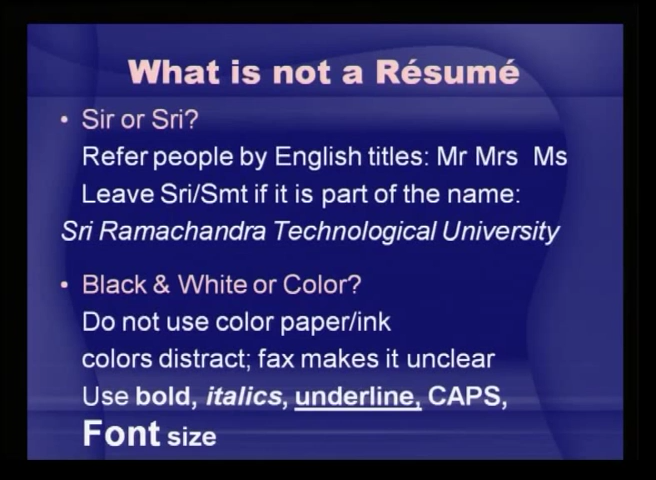 What is not a Résumé
• Sir or Sri?
Refer people by English titles: Mr Mrs Ms
Leave Sri/Smt if it is part of the name:
Sri Ramachandra Technological University
• Black & White or Color?
Do not use color paper/ink
colors distract; fax makes it unclear
Use bold, italics, underline, CAPS,
Font size